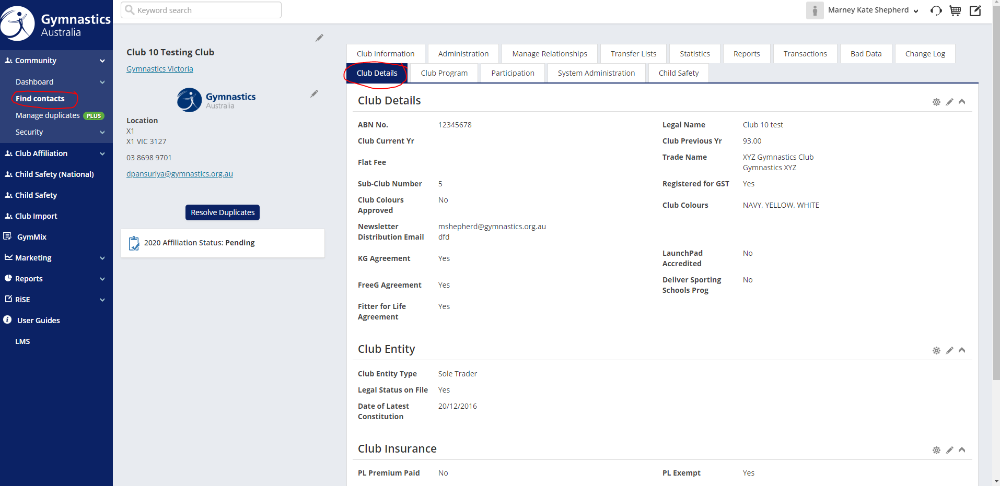 Gymnastics
Australia
Keyword search
Marney Kate Shepherd
Community
Dashboard
Find contacts
Manage duplicates PLUS
Security
Club Affiliation
Child Safety (National)
Child Safety
Club Import
GymMix
Marketing
Reports
RiSE
User Guides
LMS
Club 10 Testing Club
Gymnastics Victoria
Gymnastics
Australia
Location
X1
X1 VIC 3127
03 8698 9701
dpansuriya@gymnastics.org.au
Resolve Duplicates
2020 Affiliation Status: Pending
Club Information Administration Manage Relationships Transfer Lists Statistics Reports Transactions Bad Data Change Log
Club Details Club Program Participation System Administration Child Safety
Club Details
ABN No. 12345678 Legal Name Club 10 test
Club Current Yr Club Previous Yr 93.00
Flat Fee Trade Name XYZ Gymnastics Club
Gymnastics XYZ
Sub-Club Number 5 Registered for GST Yes
Club Colours No
Approved
Club Colours NAVY, YELLOW, WHITE
Newsletter mshepherd@gymnastics.org.au
Distribution Email dfd
KG Agreement Yes
LaunchPad No
Accredited
FreeG Agreement Yes
Deliver Sporting No
Schools Prog
Fitter for Life Yes
Agreement
Club Entity
Club Entity Type Sole Trader
Legal Status on File Yes
Date of Latest 20/12/2016
Constitution
Club Insurance
PL Premium Paid No PL Exempt Yes